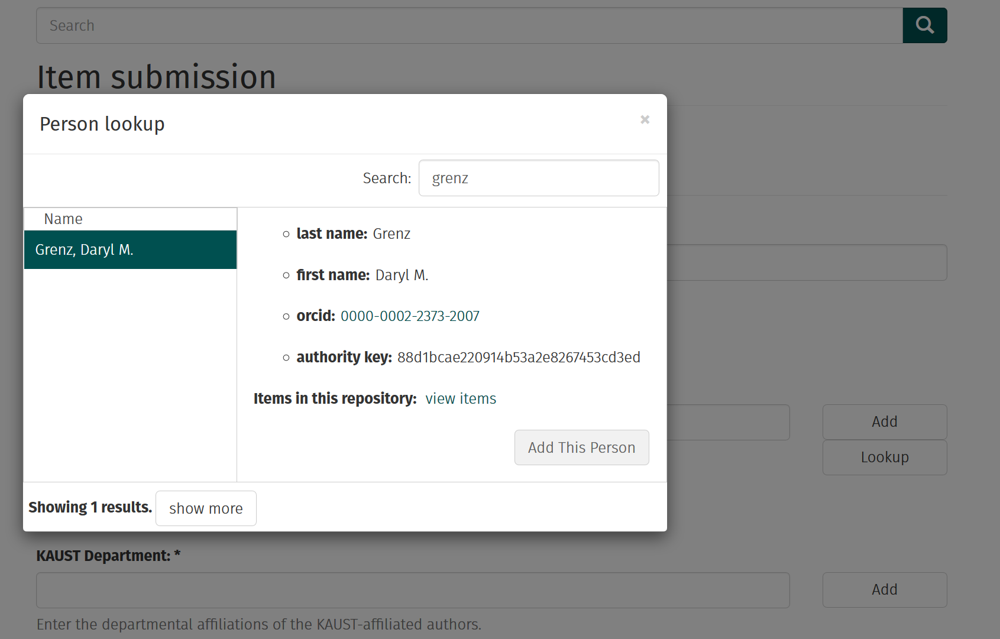 Search
Item submission
Person lookup
×
Search: grenz
Name
Grenz, Daryl M.
last name: Grenz
first name: Daryl M.
orcid: 0000-0002-2373-2007
authority key: 88d1bcae220914b53a2e8267453cd3ed
Items in this repository: view items
Add This Person
Showing 1 results. show more
Add
Lookup
KAUST Department: *
Add
Enter the departmental affiliations of the KAUST-affiliated authors.